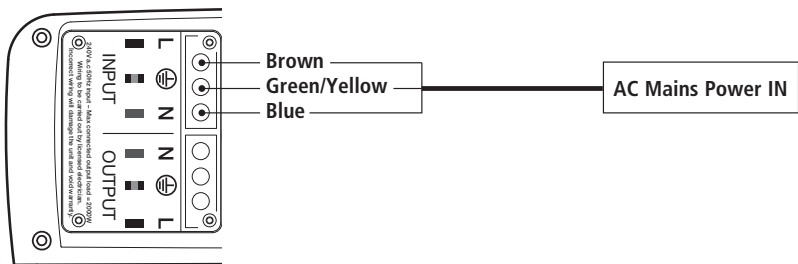 L
N
INPUT
240V a.c 50Hz input – Max connected output load = 2000W
Wiring to be carried out by licensed electrician.
Incorrect wiring will damage the unit and void warranty.
N
L
OUTPUT
Brown
Green/Yellow
Blue
AC Mains Power IN